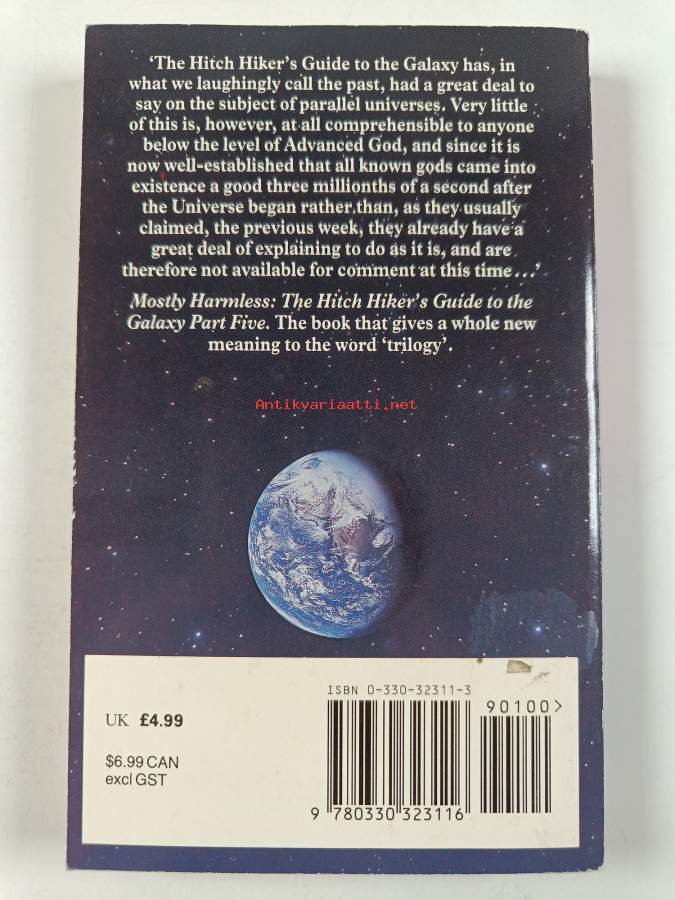 ‘The Hitch Hiker’s Guide to the Galaxy has, in
what we laughingly call the past, had a great deal to
say on the subject of parallel universes. Very little
of this is, however, at all comprehensible to anyone
below the level of Advanced God, and since it is
now well-established that all known gods came into
existence a good three millionths of a second after
the Universe began rather than, as they usually
claimed, the previous week, they already have a
great deal of explaining to do as it is, and are
therefore not available for comment at this time...’
Mostly Harmless: The Hitch Hiker’s Guide to the
Galaxy Part Five. The book that gives a whole new
meaning to the word ‘trilogy’.
Antikvariaatti.net
ISBN 0-330-32311-3
90100>
UK £4.99
$6.99 CAN
excl GST
9 780330 323116